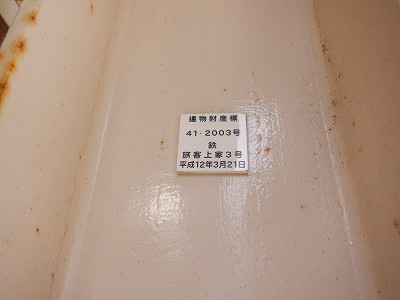 建物財産標
41-2003号
鉄
旅客上家3号
平成12年3月21日